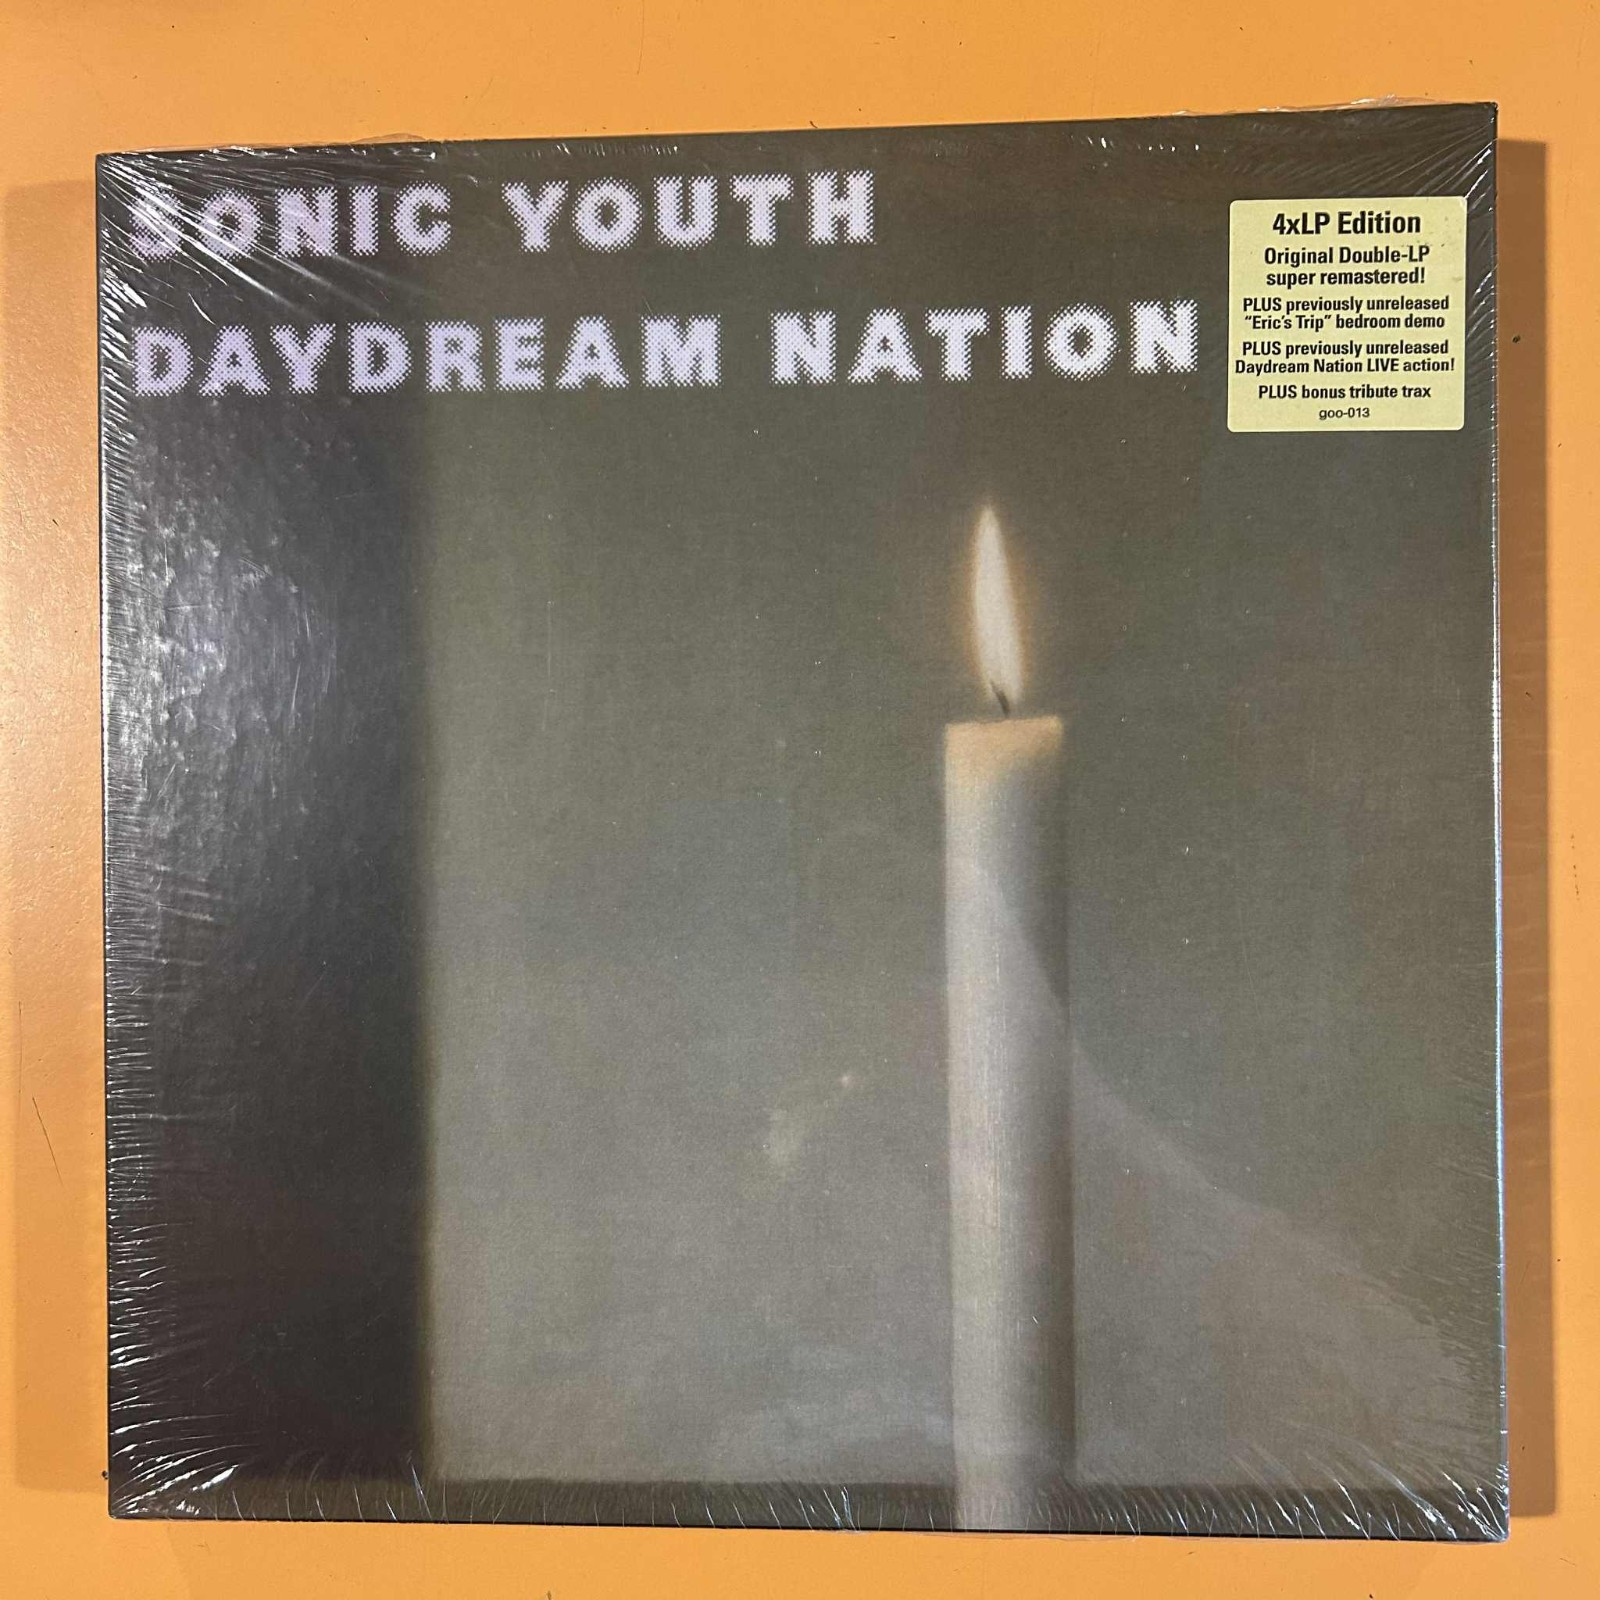 SONIC YOUTH
DAYDREAM NATION
4xLP Edition
Original Double-LP
super remastered!
PLUS previously unreleased
"Eric's Trip" bedroom demo
PLUS previously unreleased
Daydream Nation LIVE action!
PLUS bonus tribute trax
goo-013